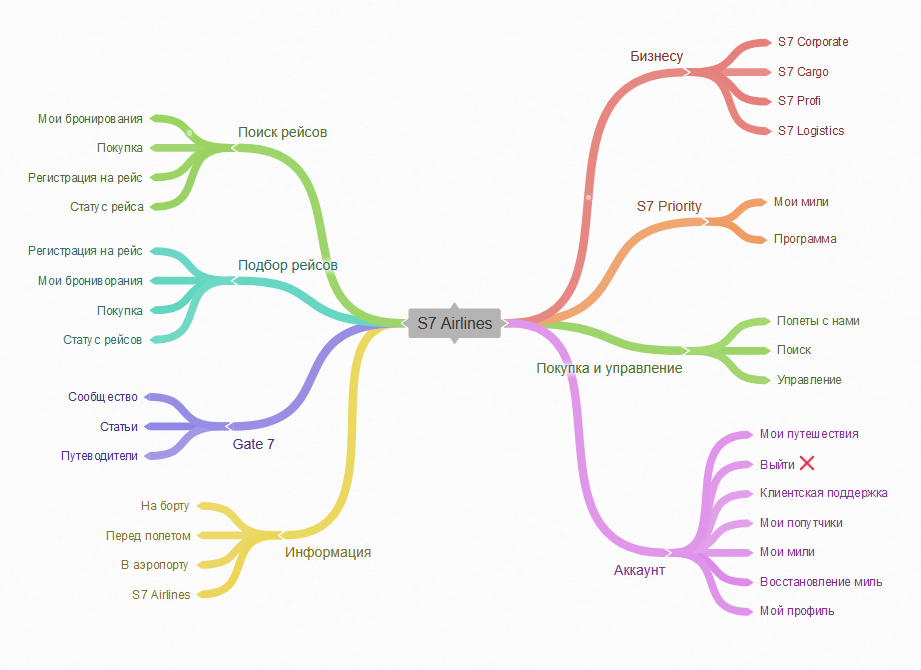 S7 Airlines
Бизнесу
S7 Corporate
S7 Cargo
S7 Profi
S7 Logistics
S7 Priority
Мои мили
Программа
Покупка и управление
Полеты с нами
Поиск
Управление
Аккаунт
Мои путешествия
Выйти
Клиентская поддержка
Мои попутчики
Мои мили
Восстановление миль
Мой профиль
Поиск рейсов
Мои бронирования
Покупка
Регистрация на рейс
Статус рейса
Подбор рейсов
Регистрация на рейс
Мои брониворания
Покупка
Статус рейсов
Gate 7
Сообщество
Статьи
Путеводители
Информация
На борту
Перед полетом
В аэропорту
S7 Airlines